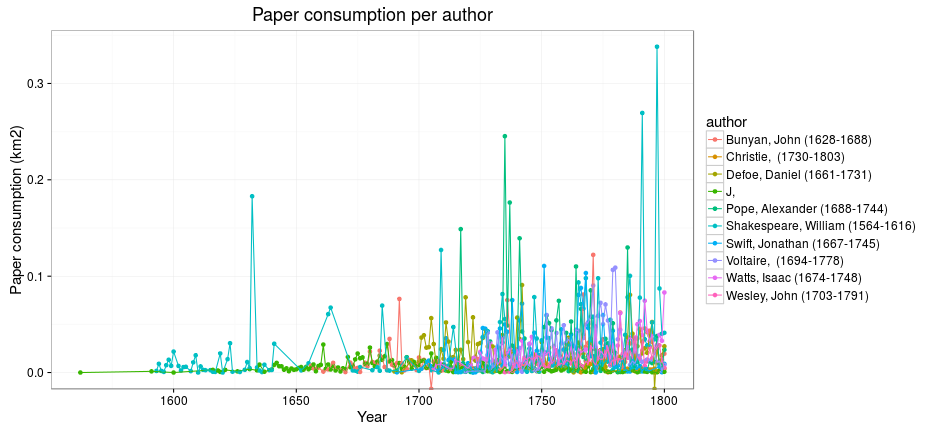 Paper consumption per author
Paper consumption (km2)
0.3
0.2
0.1
0.0
1600 1650 1700 1750 1800
Year
author
Bunyan, John (1628-1688)
Christie,  (1730-1803)
Defoe, Daniel (1661-1731)
J,
Pope, Alexander (1688-1744)
Shakespeare, William (1564-1616)
Swift, Jonathan (1667-1745)
Voltaire,  (1694-1778)
Watts, Isaac (1674-1748)
Wesley, John (1703-1791)